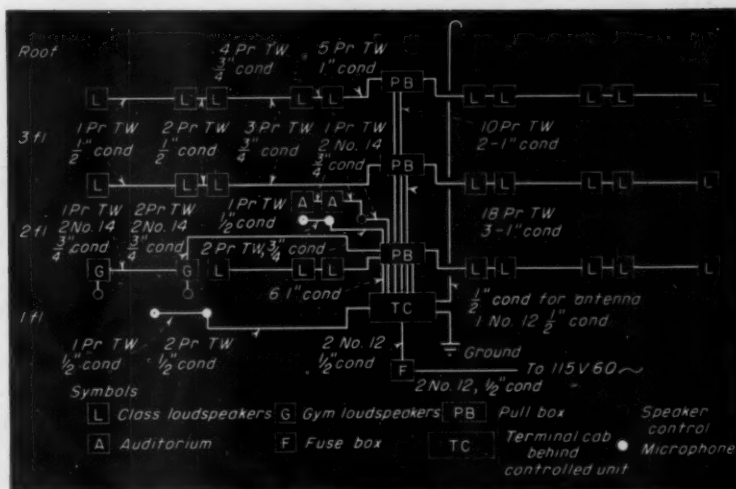 Roof
4 Pr TW 3/4" cond
5 Pr TW 1" cond
PB
L L L L L L L L L L
3 fl
1 Pr TW 1/2" cond
2 Pr TW 1/2" cond
3 Pr TW 3/4" cond
1 Pr TW 2 No. 14 3/4" cond
10 Pr TW 2-1" cond
PB
L L L L L L L L
2 fl
1 Pr TW 2 No. 14 3/4" cond
2 Pr TW 2 No. 14 3/4" cond
1 Pr TW 1/2" cond
A A
2 Pr TW, 3/4" cond
18 Pr TW 3-1" cond
PB
G G L L L L L L L L
6 1" cond
TC
1/2" cond for antenna
1 No. 12 1/2" cond
1 fl
1 Pr TW 1/2" cond
2 Pr TW 1/2" cond
2 No. 12 1/2" cond
Ground
F
To 115V 60~
2 No. 12, 1/2" cond
Symbols
L Class loudspeakers
G Gym loudspeakers
PB Pull box
Speaker control
A Auditorium
F Fuse box
TC Terminal cab behind controlled unit
Microphone